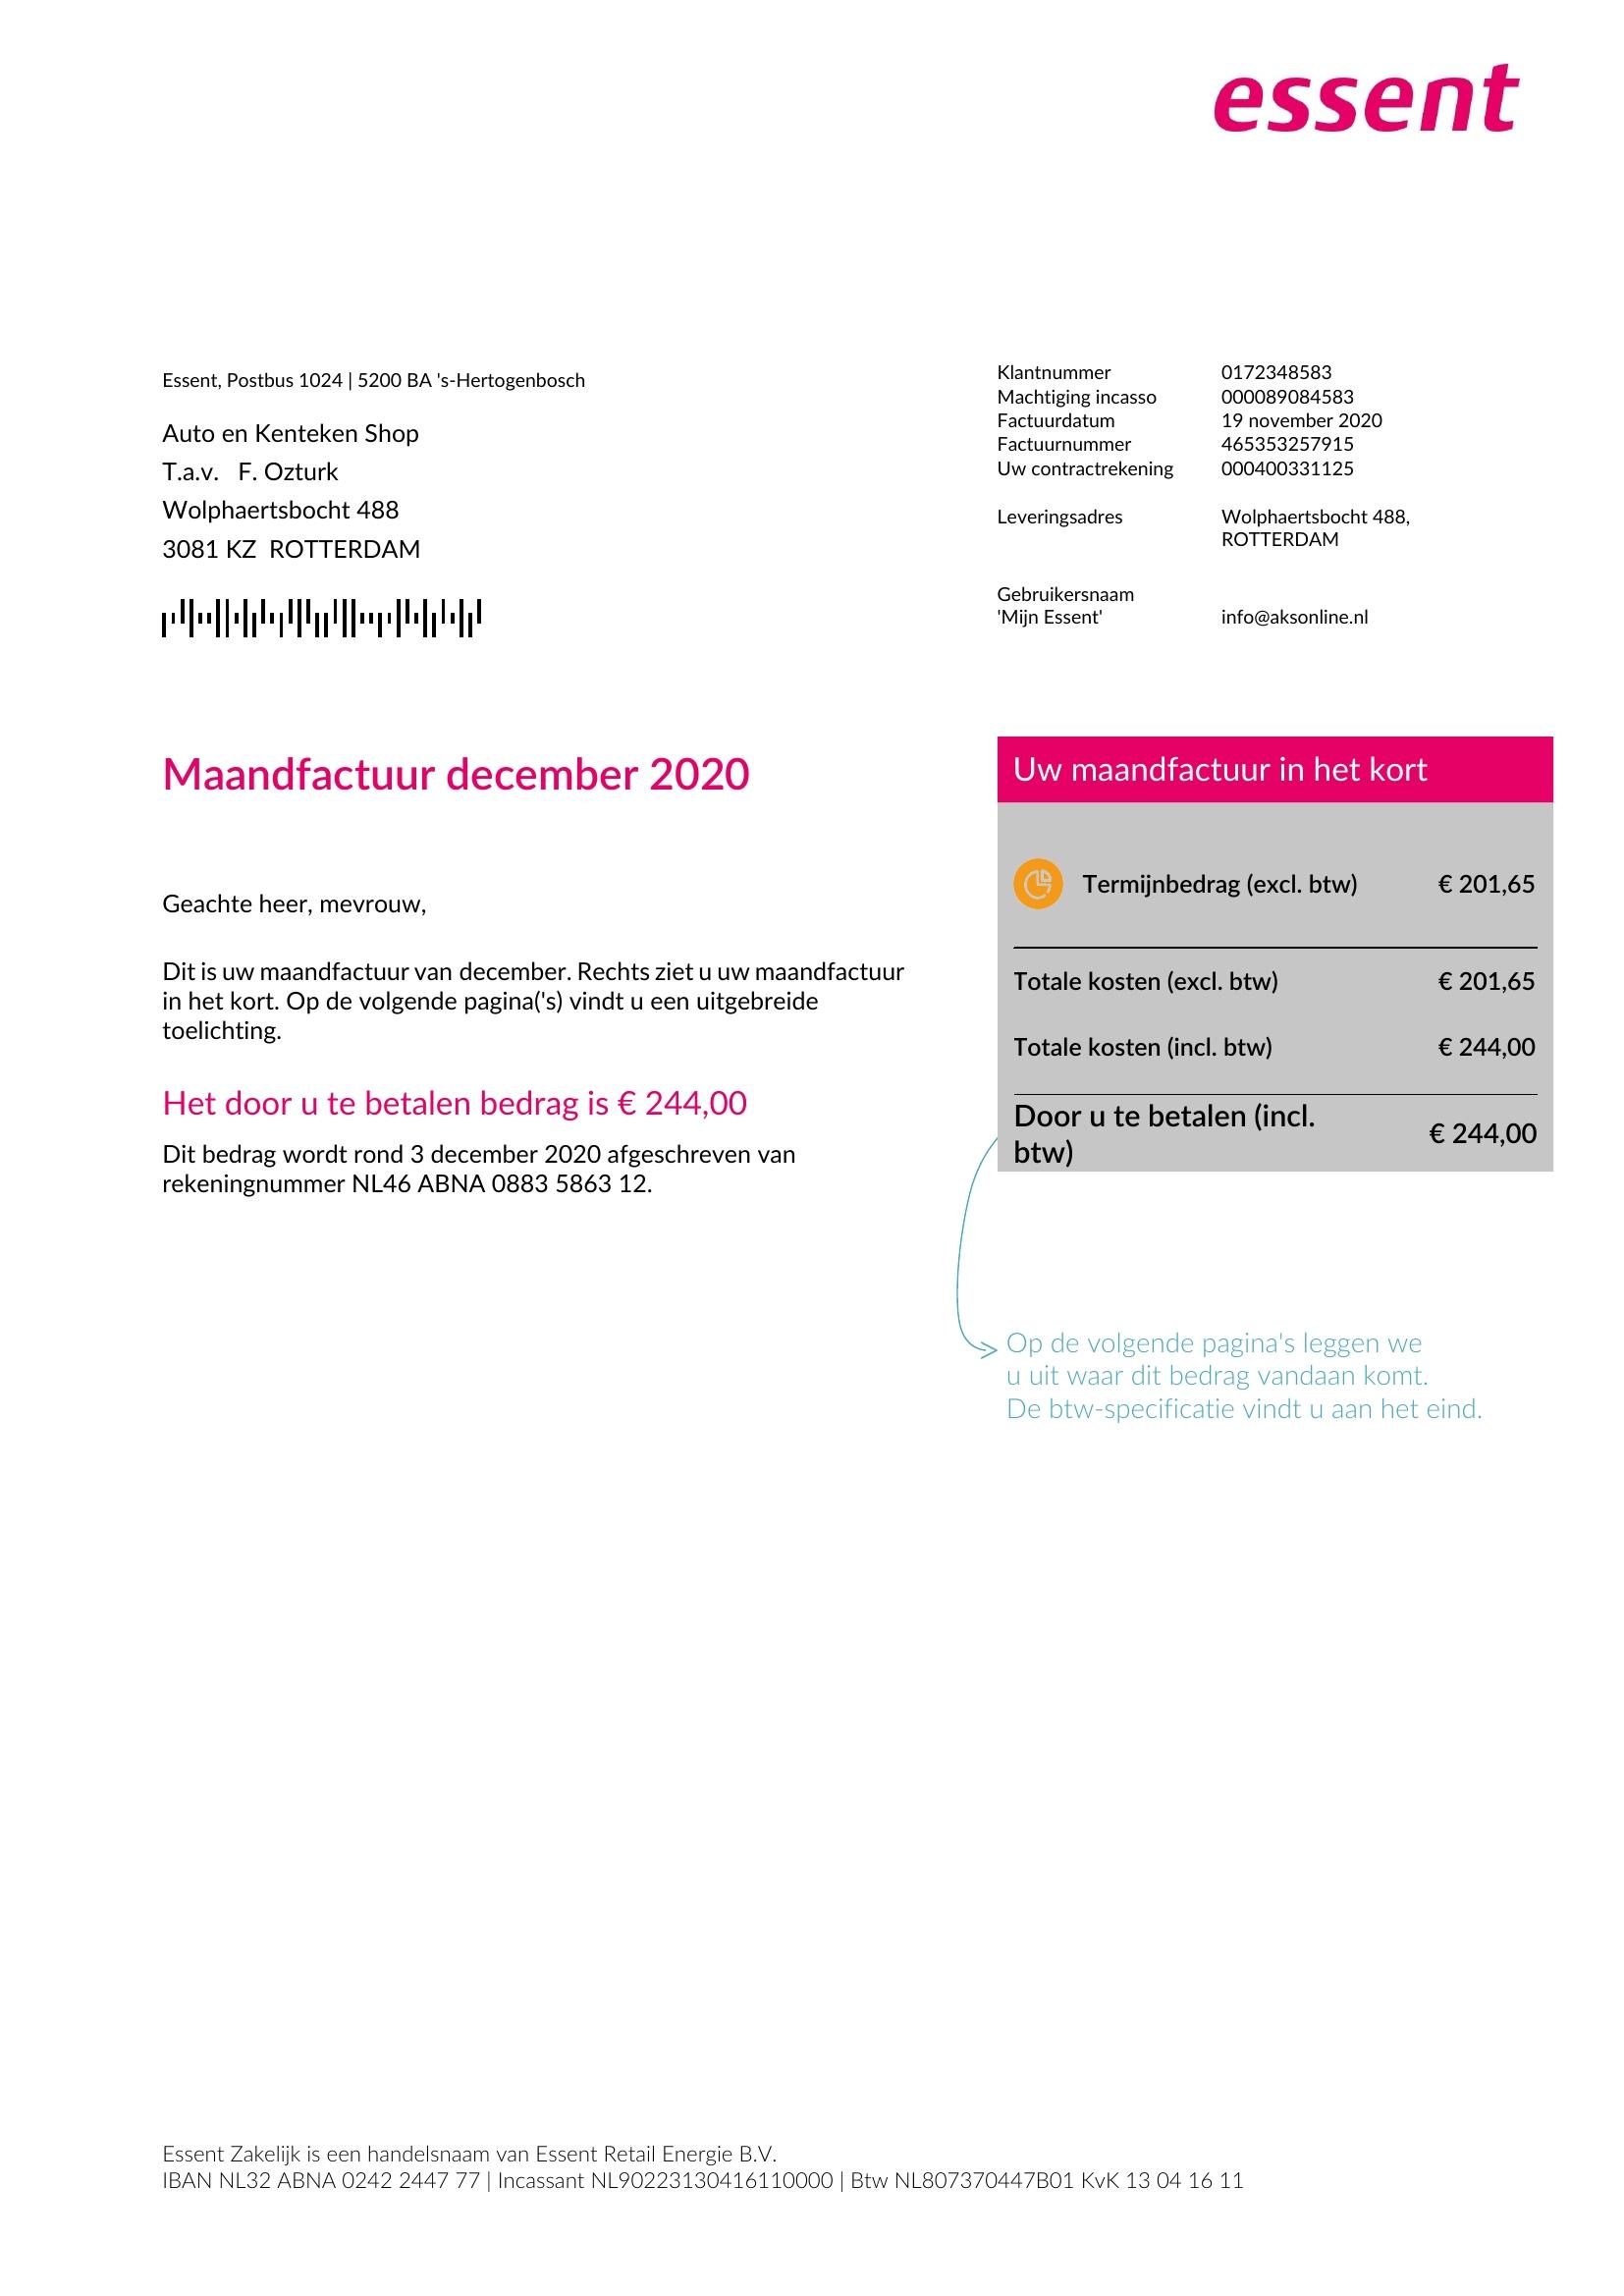 essent
Essent, Postbus 1024 | 5200 BA 's-Hertogenbosch
Auto en Kenteken Shop
T.a.v. F. Ozturk
Wolphaertsbocht 488
3081 KZ ROTTERDAM
Klantnummer 0172348583
Machtiging incasso 000089084583
Factuurdatum 19 november 2020
Factuurnummer 465353257915
Uw contractrekening 000400331125
Leveringsadres Wolphaertsbocht 488,
ROTTERDAM
Gebruikersnaam
'Mijn Essent' info@aksonline.nl
Maandfactuur december 2020
Geachte heer, mevrouw,
Dit is uw maandfactuur van december. Rechts ziet u uw maandfactuur
in het kort. Op de volgende pagina('s) vindt u een uitgebreide
toelichting.
Het door u te betalen bedrag is € 244,00
Dit bedrag wordt rond 3 december 2020 afgeschreven van
rekeningnummer NL46 ABNA 0883 5863 12.
Uw maandfactuur in het kort
Termijnbedrag (excl. btw) € 201,65
Totale kosten (excl. btw) € 201,65
Totale kosten (incl. btw) € 244,00
Door u te betalen (incl.
btw) € 244,00
Op de volgende pagina's leggen we
u uit waar dit bedrag vandaan komt.
De btw-specificatie vindt u aan het eind.
Essent Zakelijk is een handelsnaam van Essent Retail Energie B.V.
IBAN NL32 ABNA 0242 2447 77 | Incassant NL90223130416110000 | Btw NL807370447B01 KvK 13 04 16 11